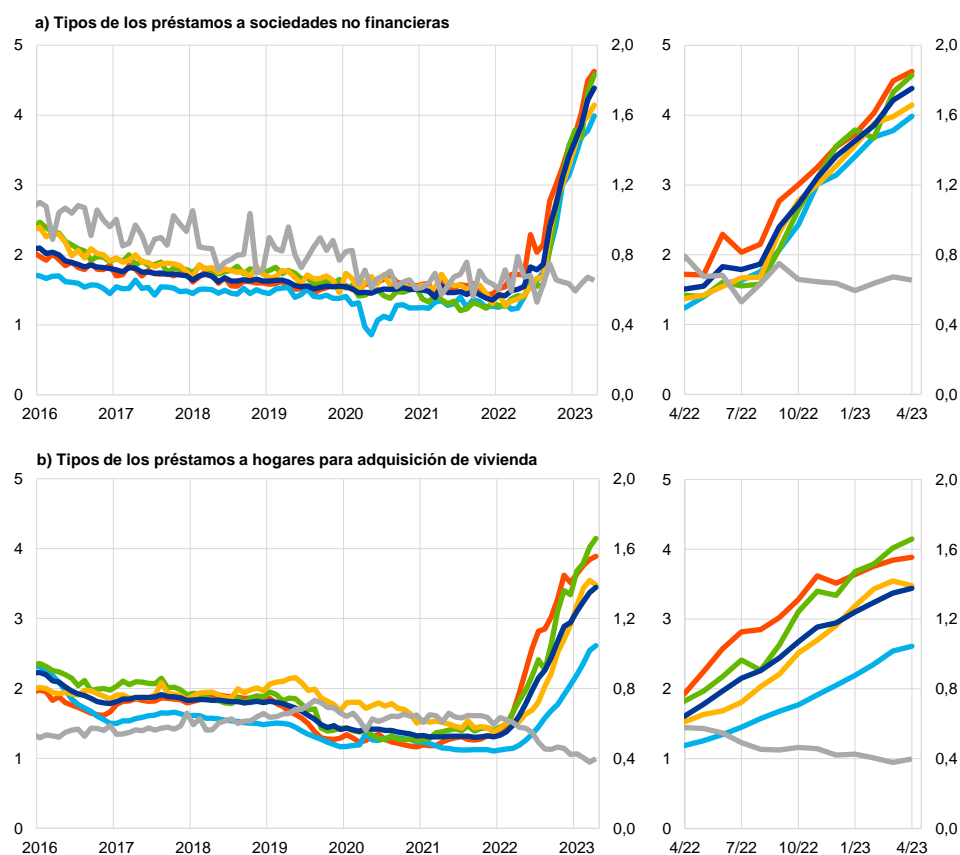 a) Tipos de los préstamos a sociedades no financieras
5 2,0 5 2,0
4 1,6 4 1,6
3 1,2 3 1,2
2 0,8 2 0,8
1 0,4 1 0,4
0 0,0 0 0,0
2016 2017 2018 2019 2020 2021 2022 2023 4/22 7/22 10/22 1/23 4/23
b) Tipos de los préstamos a hogares para adquisición de vivienda
5 2,0 5 2,0
4 1,6 4 1,6
3 1,2 3 1,2
2 0,8 2 0,8
1 0,4 1 0,4
0 0,0 0 0,0
2016 2017 2018 2019 2020 2021 2022 2023 4/22 7/22 10/22 1/23 4/23